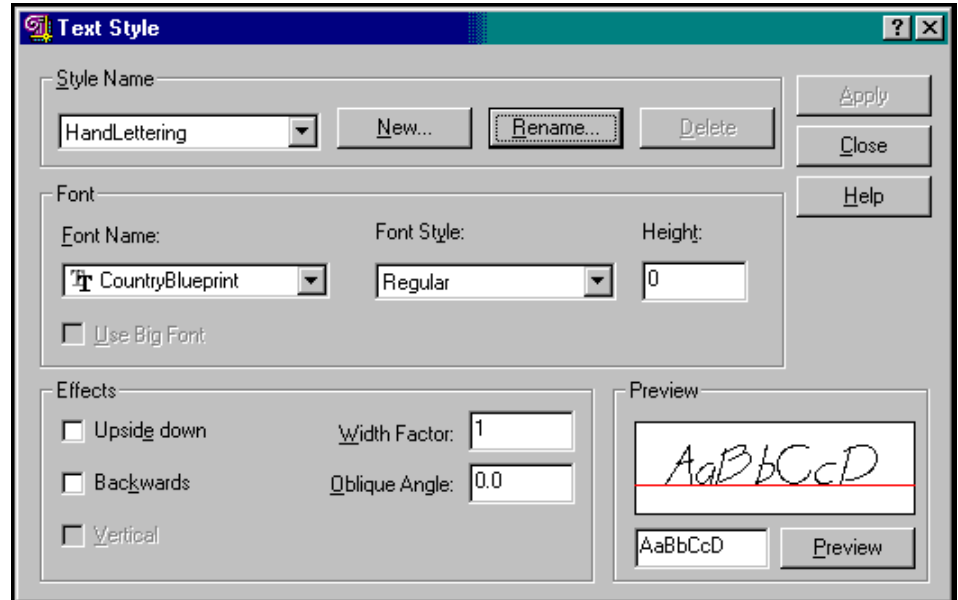 Text Style
Style Name
Apply
HandLettering New... Rename... Delete
Close
Font
Help
Font Name: Font Style: Height:
CountryBlueprint Regular 0
Use Big Font
Effects
Upside down Width Factor: 1
Backwards Oblique Angle: 0.0
Vertical
Preview
AaBbCcD
AaBbCcD Preview